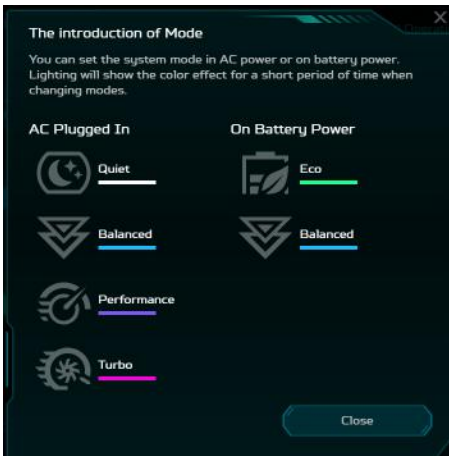 The introduction of Mode
You can set the system mode in AC power or on battery power.
Lighting will show the color effect for a short period of time when
changing modes.
AC Plugged In
On Battery Power
Quiet
Eco
Balanced
Balanced
Performance
Turbo
Close